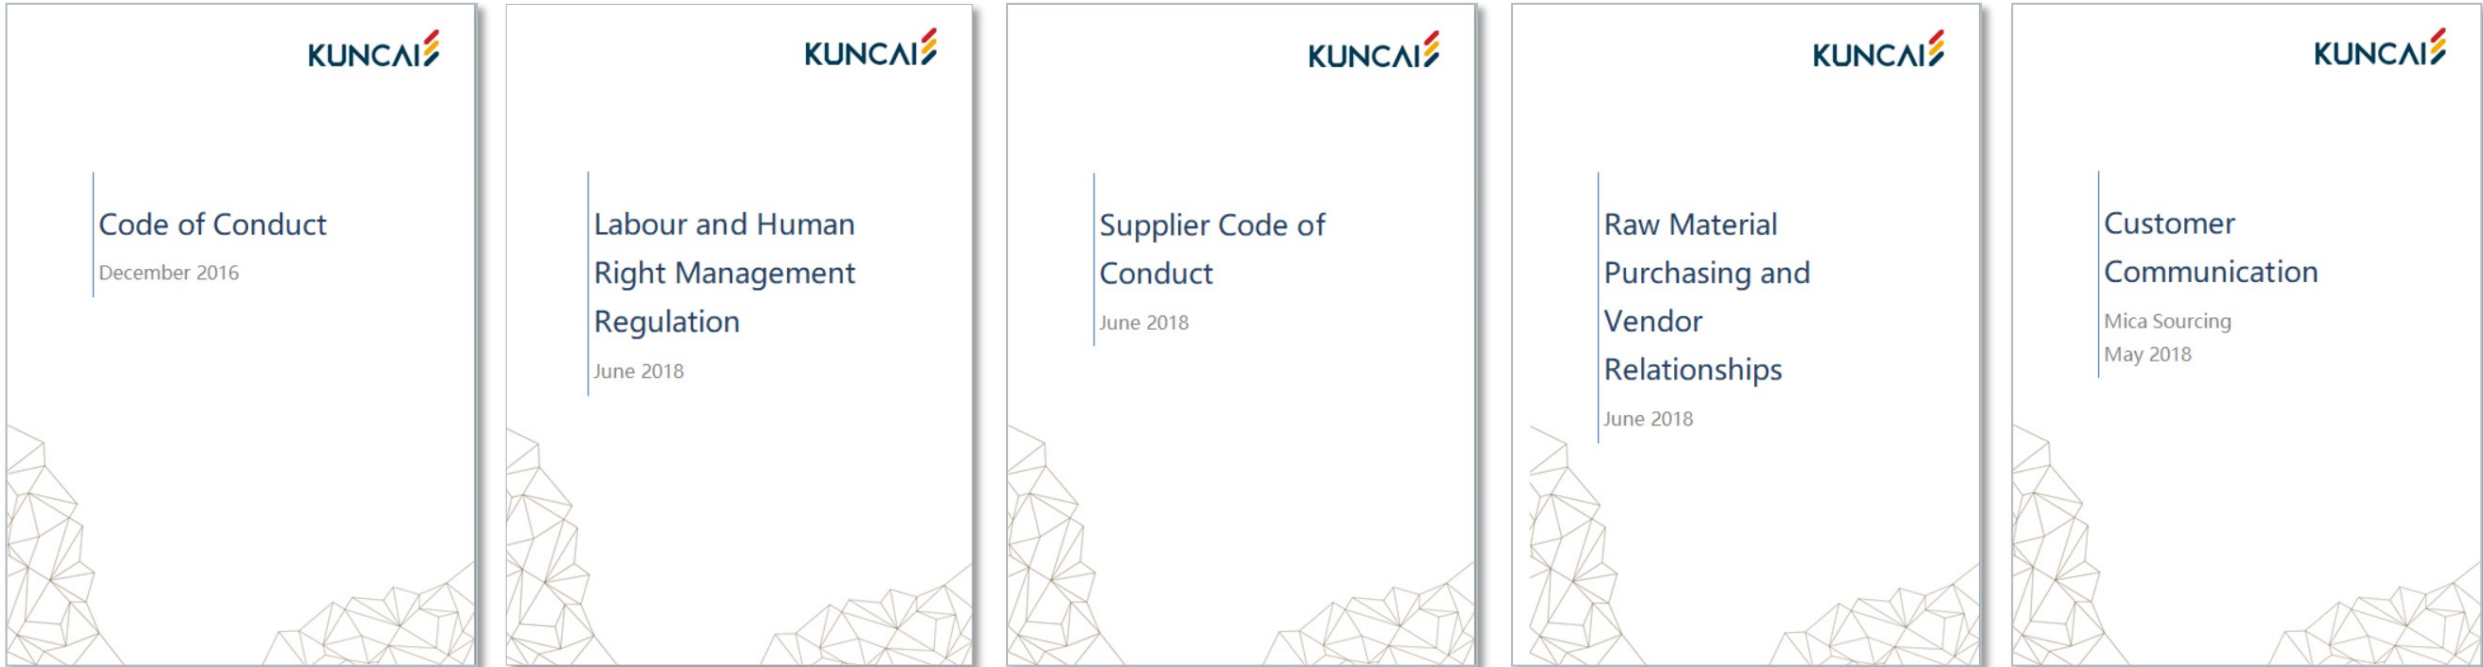 KUNCAI
Code of Conduct
December 2016
KUNCAI
Labour and Human
Right Management
Regulation
June 2018
KUNCAI
Supplier Code of
Conduct
June 2018
KUNCAI
Raw Material
Purchasing and
Vendor
Relationships
June 2018
KUNCAI
Customer
Communication
Mica Sourcing
May 2018